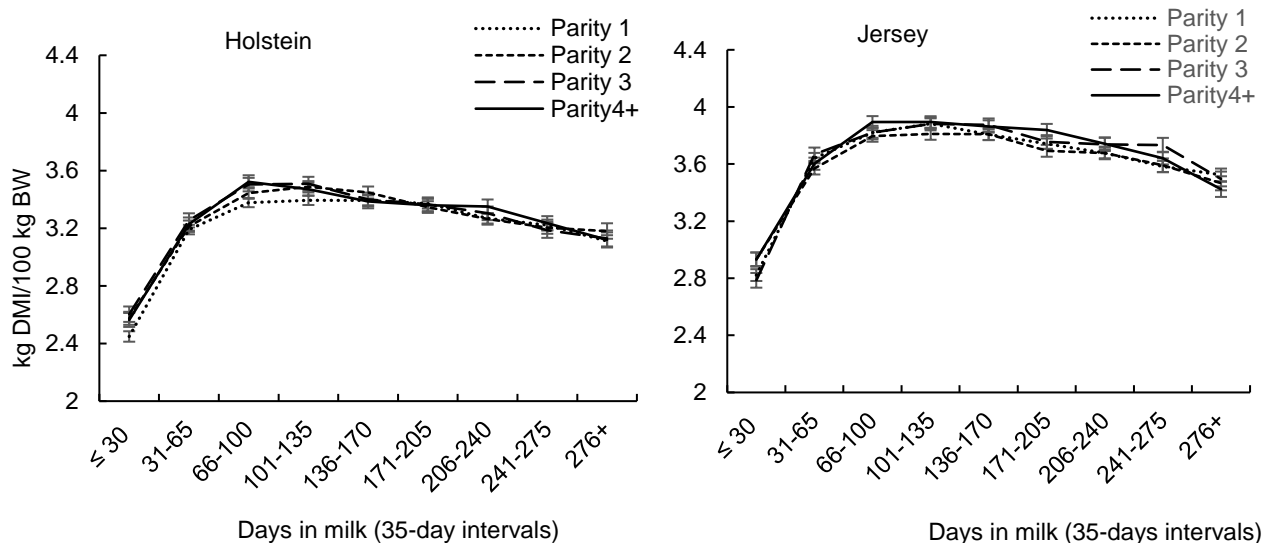 Holstein
Parity 1
Parity 2
Parity 3
Parity4+
kg DMI/100 kg BW
4.4
4
3.6
3.2
2.8
2.4
2
≤ 30
31-65
66-100
101-135
136-170
171-205
206-240
241-275
276+
Days in milk (35-day intervals)
Jersey
Parity 1
Parity 2
Parity 3
Parity4+
4.4
4
3.6
3.2
2.8
2.4
2
≤ 30
31-65
66-100
101-135
136-170
171-205
206-240
241-275
276+
Days in milk (35-days intervals)